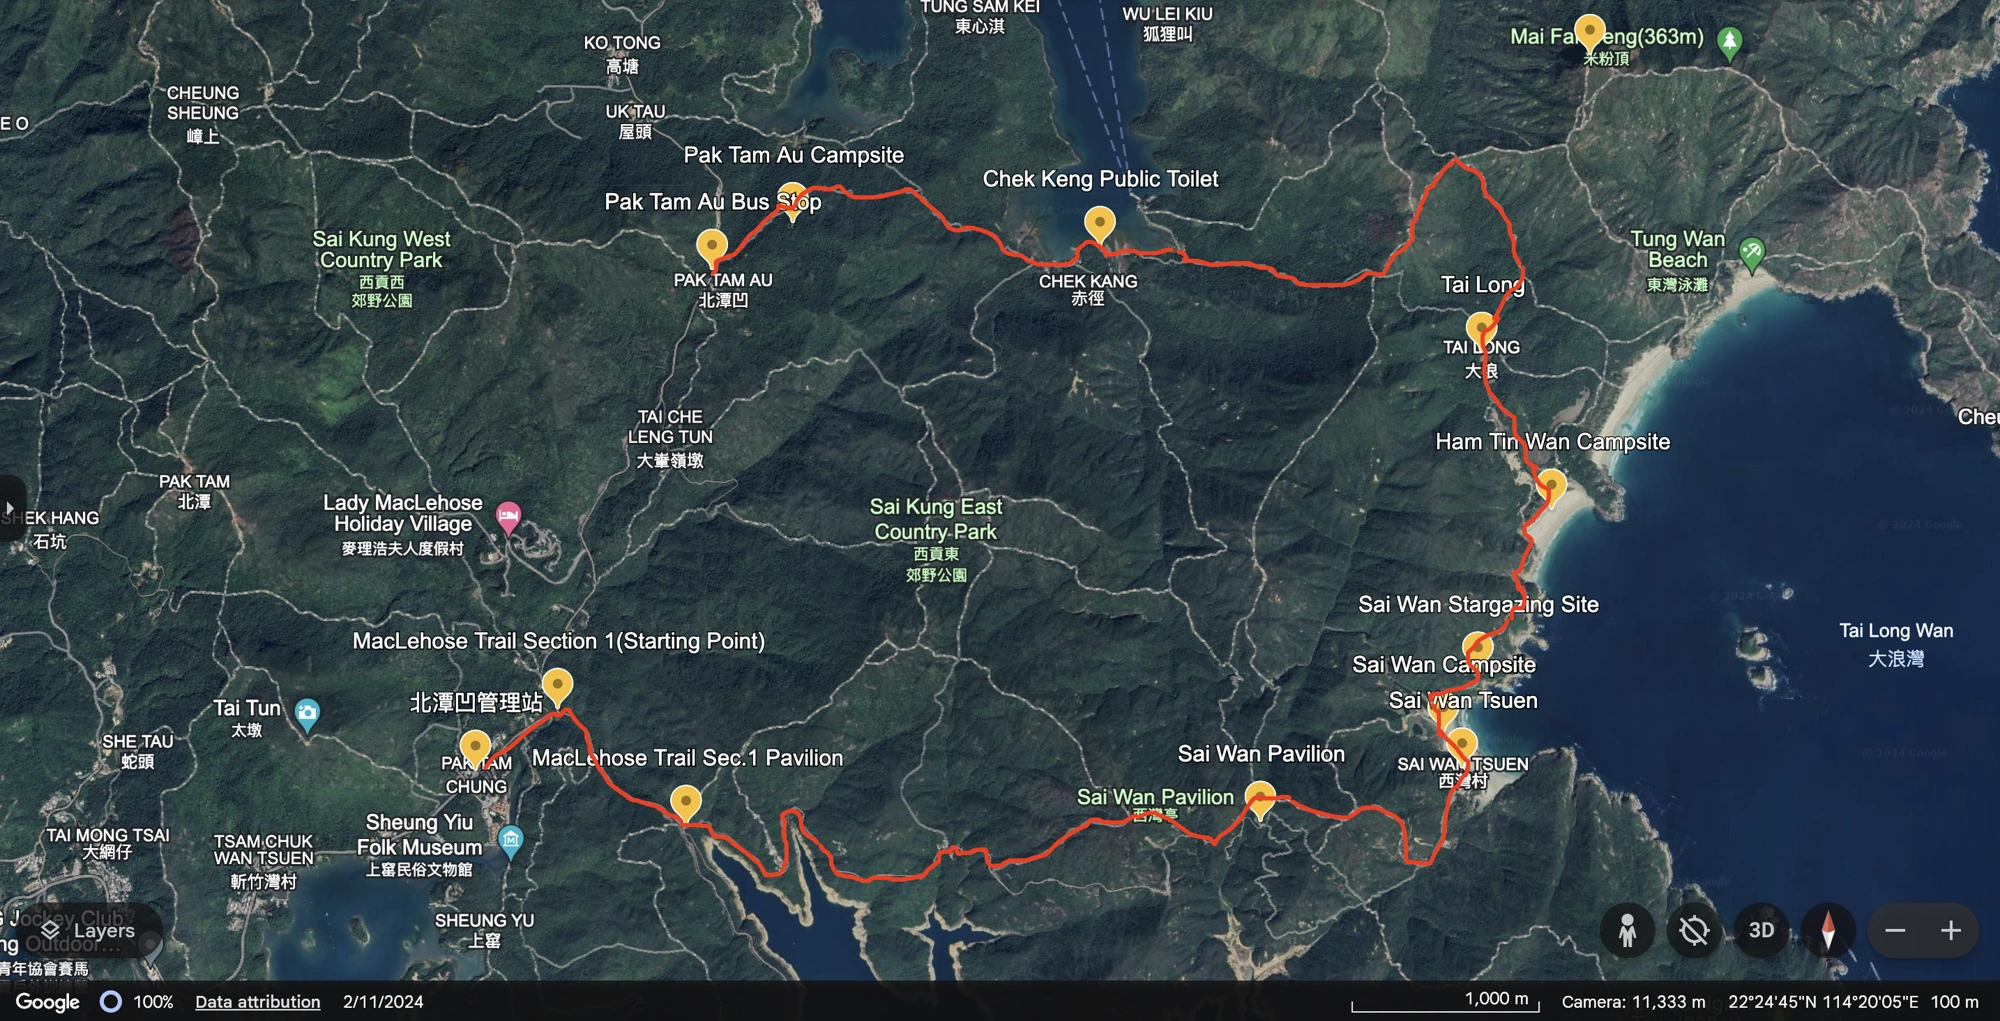 TUNG SAM KEI
東心淇
WU LEI KIU
狐狸叫
KO TONG
高塘
UK TAU
屋頭
CHEUNG
SHEUNG
嶂上
E O
米粉頂
Pak Tam Au Campsite
Pak Tam Au Bus Stop
PAK TAM AU
北潭凹
Chek Keng Public Toilet
CHEK KANG
赤徑
Sai Kung West
Country Park
西貢西
郊野公園
Tung Wan
Beach
東灣泳灘
Tai Long
TAI LONG
大浪
Ham Tin Wan Campsite
Cheu
TAI CHE
LENG TUN
大輋嶺墩
PAK TAM
北潭
SHEK HANG
石坑
Lady MacLehose
Holiday Village
麥理浩夫人度假村
Sai Kung East
Country Park
西貢東
郊野公園
Sai Wan Stargazing Site
Sai Wan Campsite
Sai Wan Tsuen
SAI WAN TSUEN
西灣村
Tai Long Wan
大浪灣
MacLehose Trail Section 1(Starting Point)
北潭凹管理站
PAK TAM
CHUNG
MacLehose Trail Sec.1 Pavilion
Tai Tun
太墩
SHE TAU
蛇頭
Sai Wan Pavilion
Sai Wan Pavilion
西灣亭
Sheung Yiu
Folk Museum
上窑民俗文物館
TAI MONG TSAI
大網仔
TSAM CHUK
WAN TSUEN
斬竹灣村
SHEUNG YU
上窑
Jockey Club
ng Outdoor...
青年協會賽馬
Layers
3D
Google
100%
Data attribution
2/11/2024
1,000 m
Camera: 11,333 m
22°24'45"N 114°20'05"E
100 m